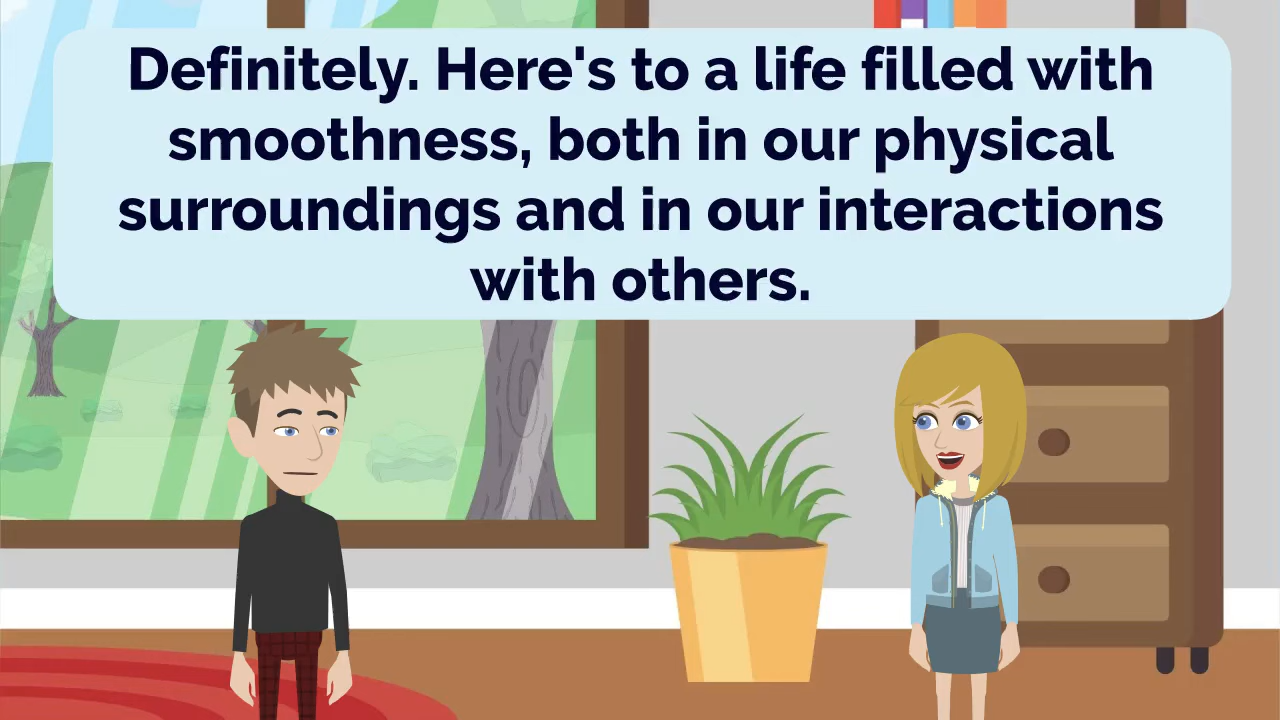 Definitely. Here's to a life filled with
smoothness, both in our physical
surroundings and in our interactions
with others.